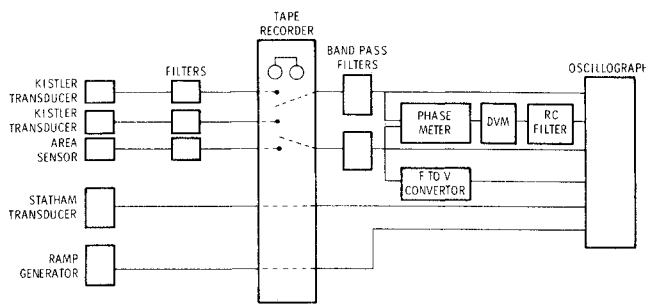 TAPE
RECORDER
BAND PASS
FILTERS
OSCILLOGRAPH
FILTERS
KISTLER
TRANSDUCER
KISTLER
TRANSDUCER
AREA
SENSOR
PHASE
METER
DVM
RC
FILTER
F TO V
CONVERTOR
STATHAM
TRANSDUCER
RAMP
GENERATOR